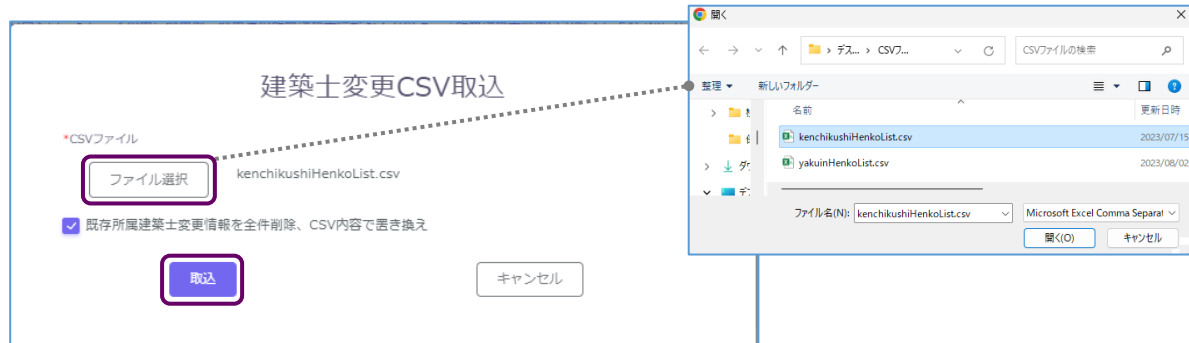 建築士変更CSV取込
*CSVファイル
ファイル選択
kenchikushiHenkoList.csv
既存所属建築士変更情報を全件削除、CSV内容で置き換え
取込
キャンセル
開く
デス... › CSVフ...
CSVファイルの検索
整理
新しいフォルダー
名前
更新日時
kenchikushiHenkoList.csv
2023/07/15
yakuinHenkoList.csv
2023/08/02
ファイル名(N):
kenchikushiHenkoList.csv
Microsoft Excel Comma Separat
開く(O)
キャンセル